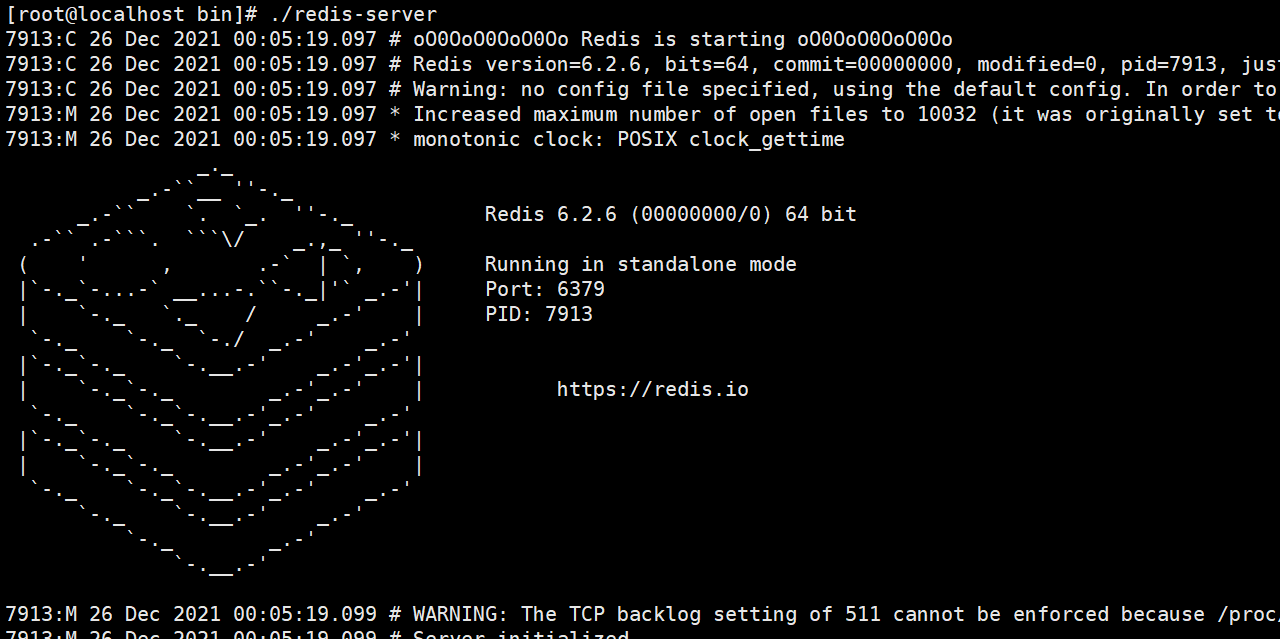 [root@localhost bin]# ./redis-server
7913:C 26 Dec 2021 00:05:19.097 # oO0OoO0OoO0Oo Redis is starting oO0OoO0OoO0Oo
7913:C 26 Dec 2021 00:05:19.097 # Redis version=6.2.6, bits=64, commit=00000000, modified=0, pid=7913, just
7913:C 26 Dec 2021 00:05:19.097 # Warning: no config file specified, using the default config. In order to
7913:M 26 Dec 2021 00:05:19.097 * Increased maximum number of open files to 10032 (it was originally set to
7913:M 26 Dec 2021 00:05:19.097 * monotonic clock: POSIX clock_gettime
Redis 6.2.6 (00000000/0) 64 bit
Running in standalone mode
Port: 6379
PID: 7913
https://redis.io
7913:M 26 Dec 2021 00:05:19.099 # WARNING: The TCP backlog setting of 511 cannot be enforced because /proc/
7913:M 26 Dec 2021 00:05:19.099 # Server initialized